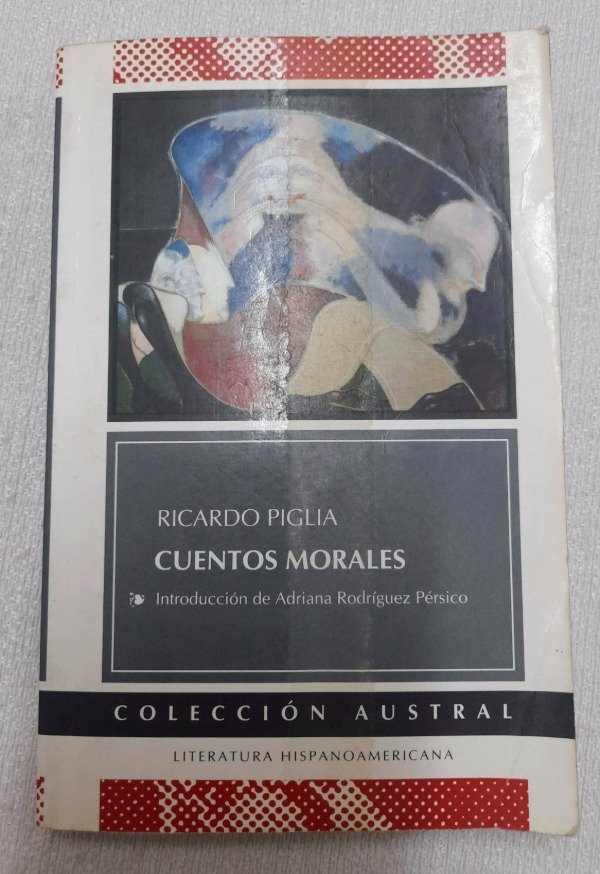 RICARDO PIGLIA
CUENTOS MORALES
Introducción de Adriana Rodríguez Pérsico
COLECCIÓN AUSTRAL
LITERATURA HISPANOAMERICANA